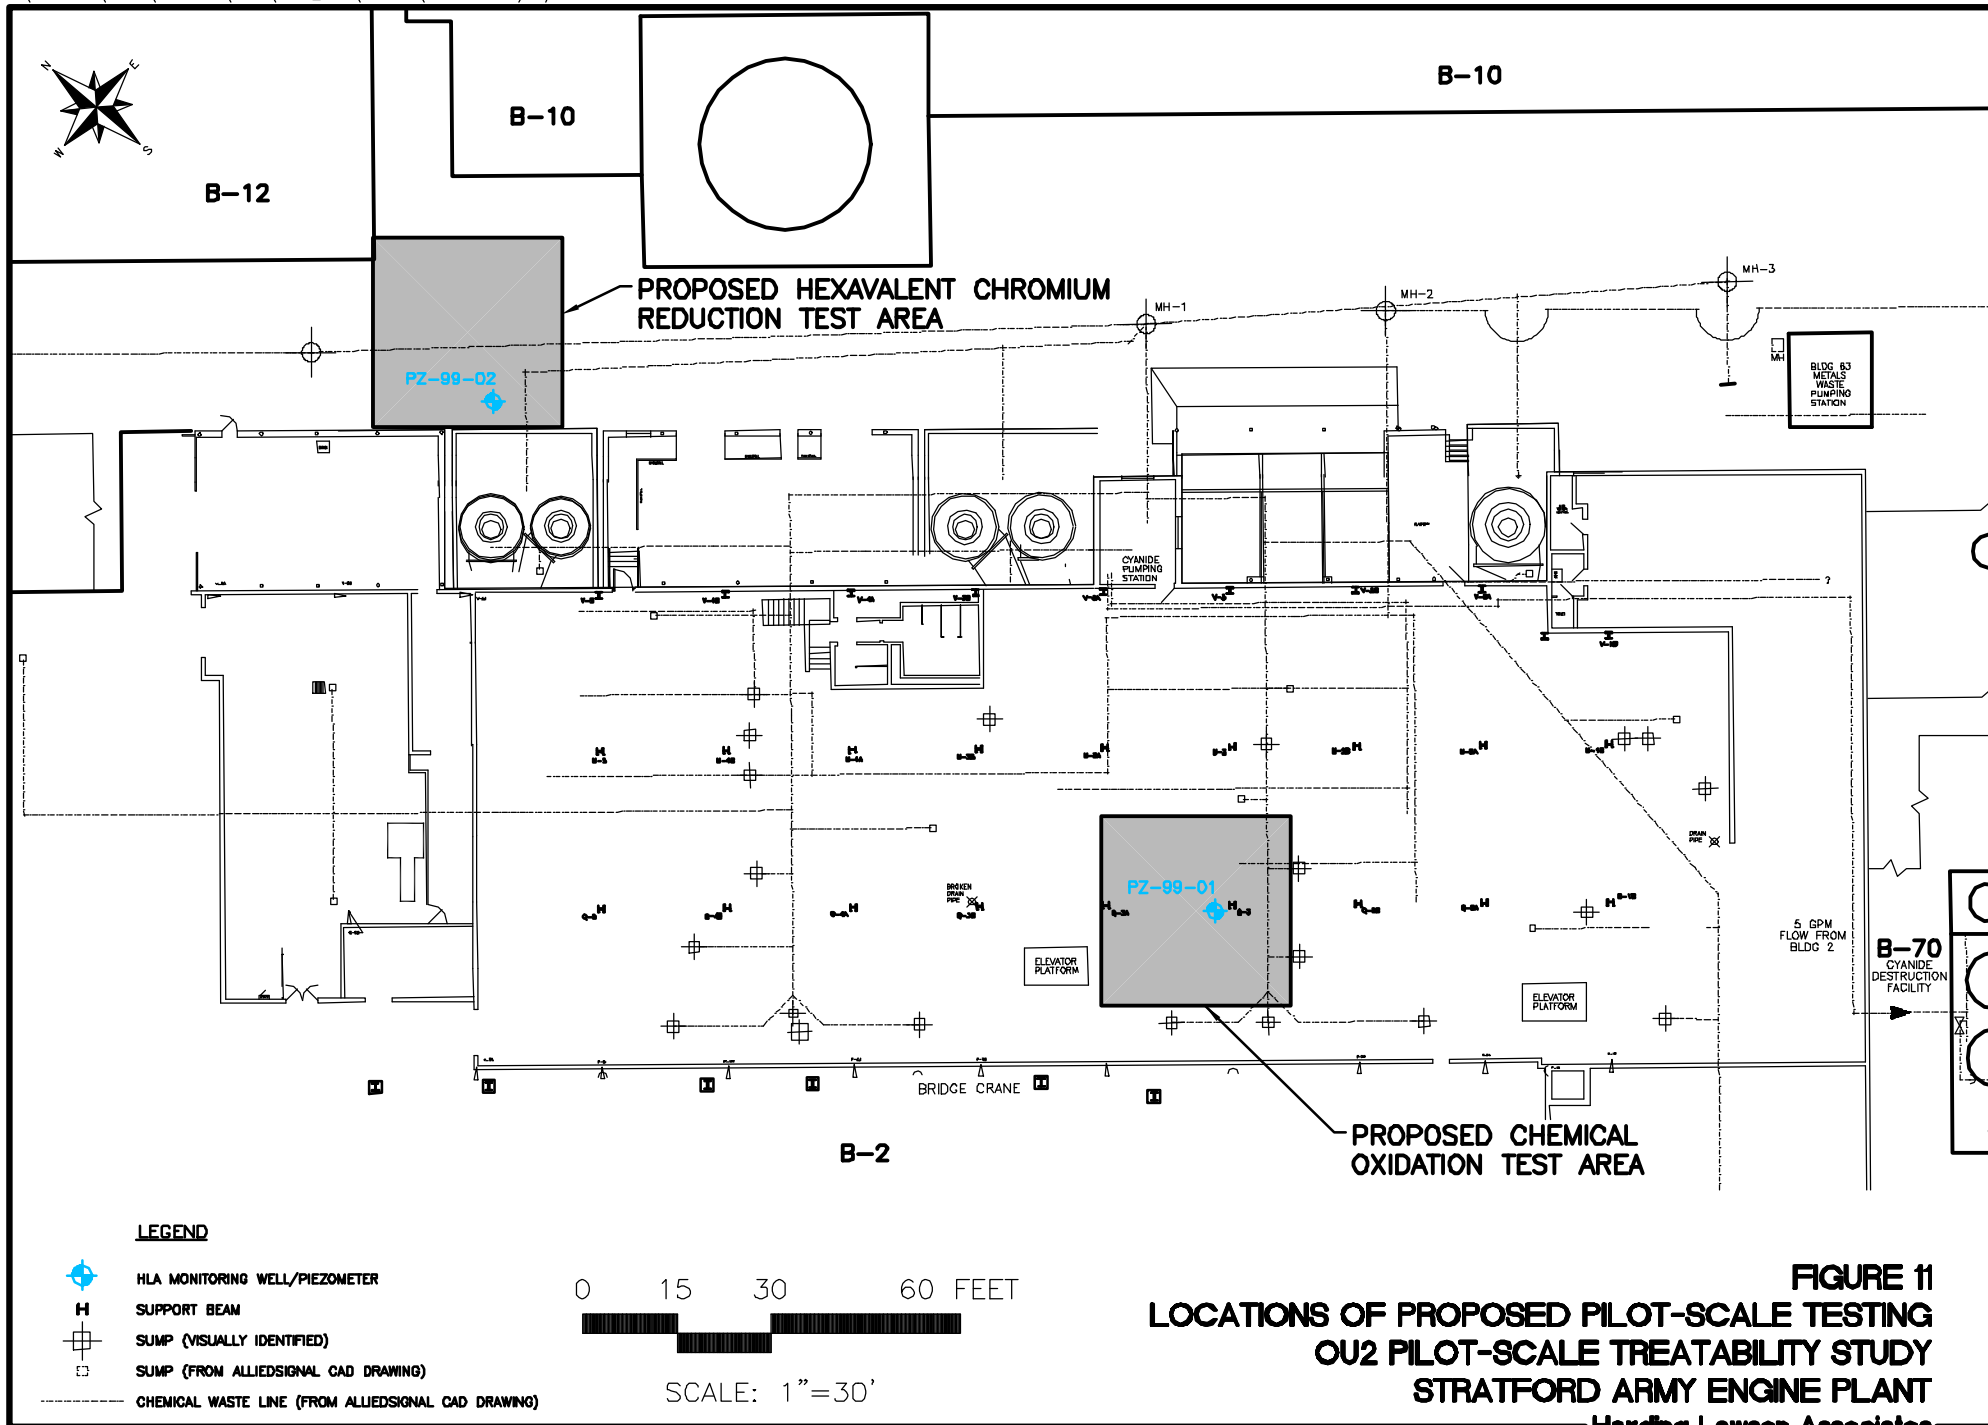 N
E
W
S
B-12
B-10
B-10
PROPOSED HEXAVALENT CHROMIUM
REDUCTION TEST AREA
MH-1
MH-2
MH-3
MH
BLDG 63
METALS
WASTE
PUMPING
STATION
PZ-99-02
CYANIDE
PUMPING
STATION
?
DRAIN
PIPE
BROKEN
DRAIN
PIPE
PZ-99-01
ELEVATOR
PLATFORM
ELEVATOR
PLATFORM
5 GPM
FLOW FROM
BLDG 2
B-70
CYANIDE
DESTRUCTION
FACILITY
BRIDGE CRANE
B-2
PROPOSED CHEMICAL
OXIDATION TEST AREA
LEGEND
HLA MONITORING WELL/PIEZOMETER
SUPPORT BEAM
SUMP (VISUALLY IDENTIFIED)
SUMP (FROM ALLIEDSIGNAL CAD DRAWING)
CHEMICAL WASTE LINE (FROM ALLIEDSIGNAL CAD DRAWING)
0 15 30 60 FEET
SCALE: 1"=30'
FIGURE 11
LOCATIONS OF PROPOSED PILOT-SCALE TESTING
OU2 PILOT-SCALE TREATABILITY STUDY
STRATFORD ARMY ENGINE PLANT
Harding Lawson Associates